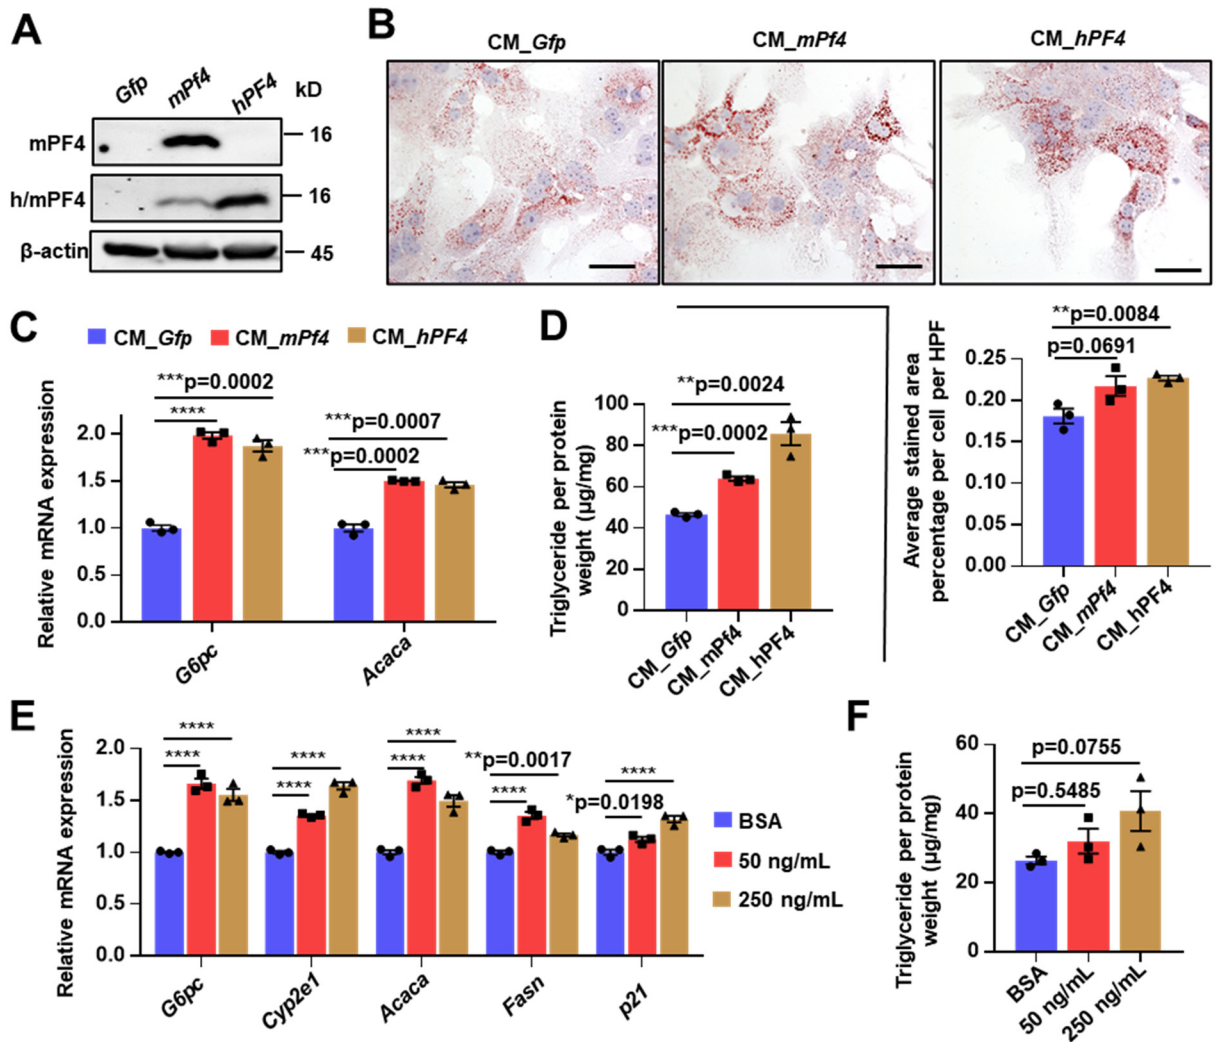 A
Gfp
mPf4
hPF4
kD
mPF4
16
h/mPF4
16
β-actin
45
B
CM_Gfp
CM_mPf4
CM_hPF4
C
CM_Gfp
CM_mPf4
CM_hPF4
Relative mRNA expression
2.0
1.5
1.0
0.5
0.0
***p=0.0002
****
***p=0.0007
***p=0.0002
G6pc
Acaca
D
Triglyceride per protein
weight (µg/mg)
100
80
60
40
20
0
**p=0.0024
***p=0.0002
CM_Gfp
CM_mPf4
CM_hPF4
Average stained area
percentage per cell per HPF
0.25
0.20
0.15
0.10
0.05
0.00
**p=0.0084
p=0.0691
CM_Gfp
CM_mPf4
CM_hPF4
E
Relative mRNA expression
2.0
1.5
1.0
0.5
0.0
****
****
****
****
****
****
**p=0.0017
****
****
*p=0.0198
G6pc
Cyp2e1
Acaca
Fasn
p21
BSA
50 ng/mL
250 ng/mL
F
Triglyceride per protein
weight (µg/mg)
60
40
20
0
p=0.0755
p=0.5485
BSA
50 ng/mL
250 ng/mL